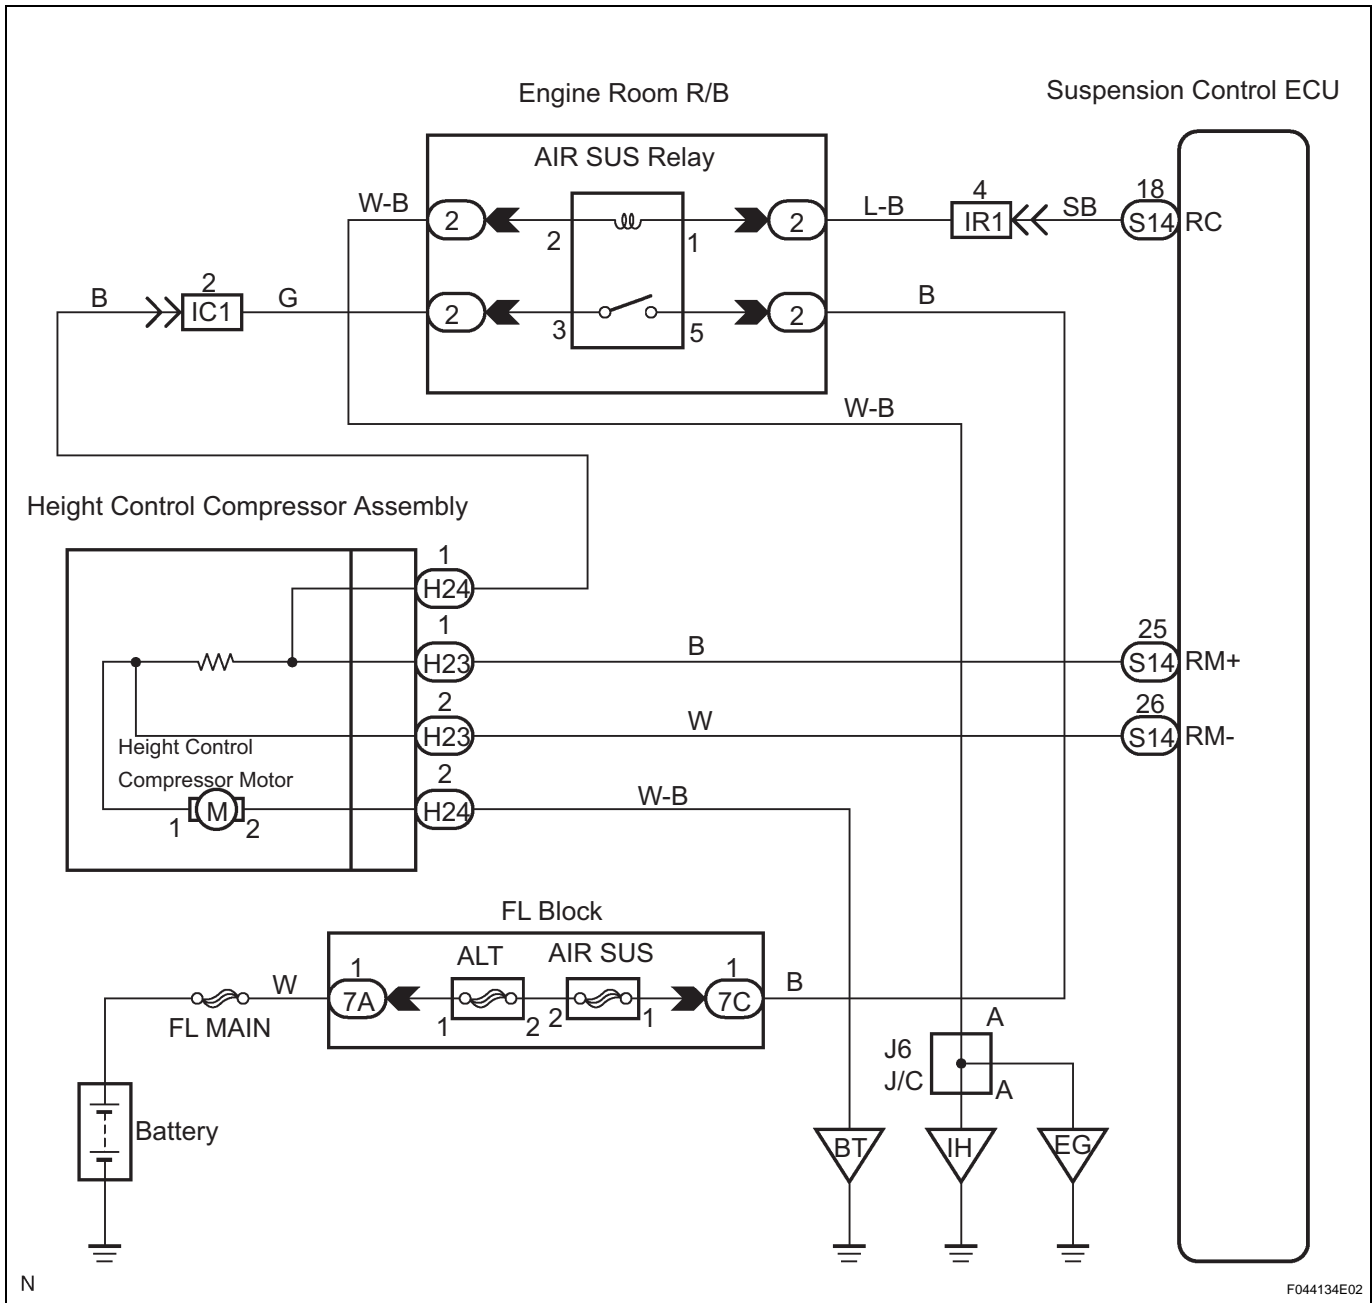 Engine Room R/B
Suspension Control ECU
AIR SUS Relay
W-B
2
2
1
2
L-B
4
IR1
SB
18
S14
RC
B
2
IC1
G
2
3
5
2
B
W-B
Height Control Compressor Assembly
1
H24
1
H23
B
25
S14
RM+
2
H23
W
26
S14
RM-
Height Control
Compressor Motor
1
M
2
2
H24
W-B
FL Block
ALT
AIR SUS
1
7A
1
2
2
1
1
7C
B
W
FL MAIN
Battery
J6
J/C
A
A
BT
IH
EG
N
F044134E02